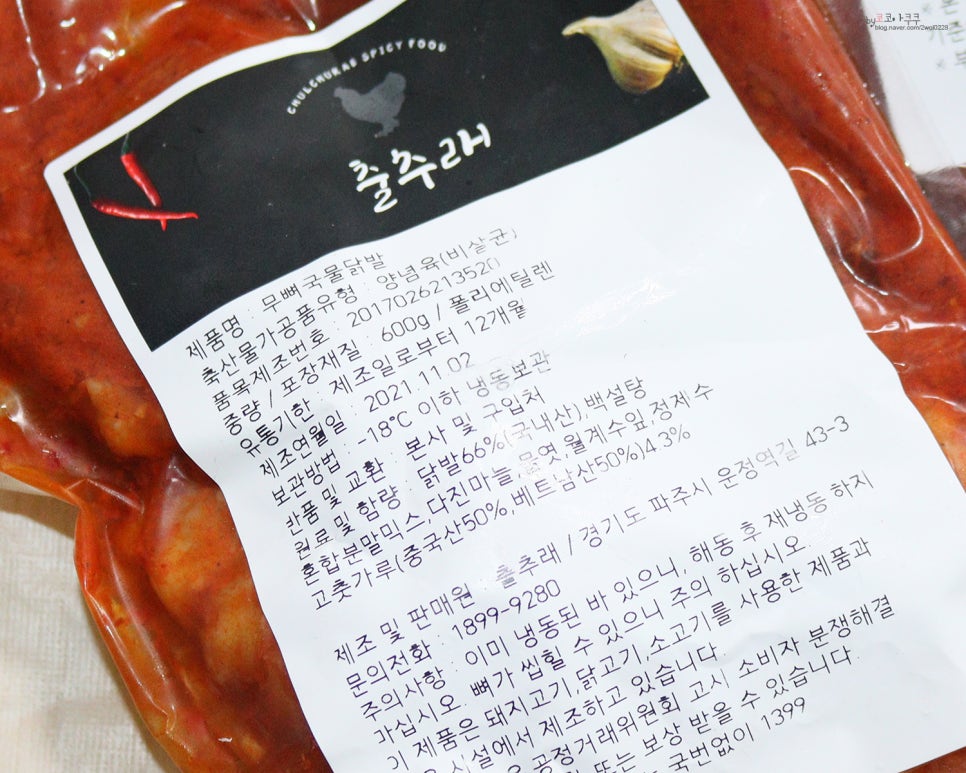 by코코아쿠쿠
blog.naver.com/2wol0229
CHULCHURAE SPICY FOOD
출추래
제품명 : 무뼈국물닭발
축산물가공품유형 : 양념육(비살균)
품목제조번호 : 2017026213520
중량 / 포장재질 : 600g / 폴리에틸렌
유통기한 : 제조일로부터 12개월
제조연월일 : 2021.11 02
보관방법 : -18℃ 이하 냉동보관
반품 및 교환 : 본사 및 구입처
원료 및 함량 : 닭발66%(국내산),백설탕
혼합분말믹스,다진마늘,물엿,월계수잎,정제수
고춧가루(중국산50%,베트남산50%)4.3%
제조 및 판매원 : 출추래 / 경기도 파주시 운정역길 43-3
문의전화 : 1899-9280
주의사항 : 이미 냉동된 바 있으니, 해동 후 재냉동 하지
마십시오. 뼈가 씹힐 수 있으니 주의 하십시오.
이 제품은 돼지고기,닭고기,소고기를 사용한 제품과
시설에서 제조하고 있습니다.
공정거래위원회 고시 소비자 분쟁해결
또는 보상 받을 수 있습니다.
국번없이 1399